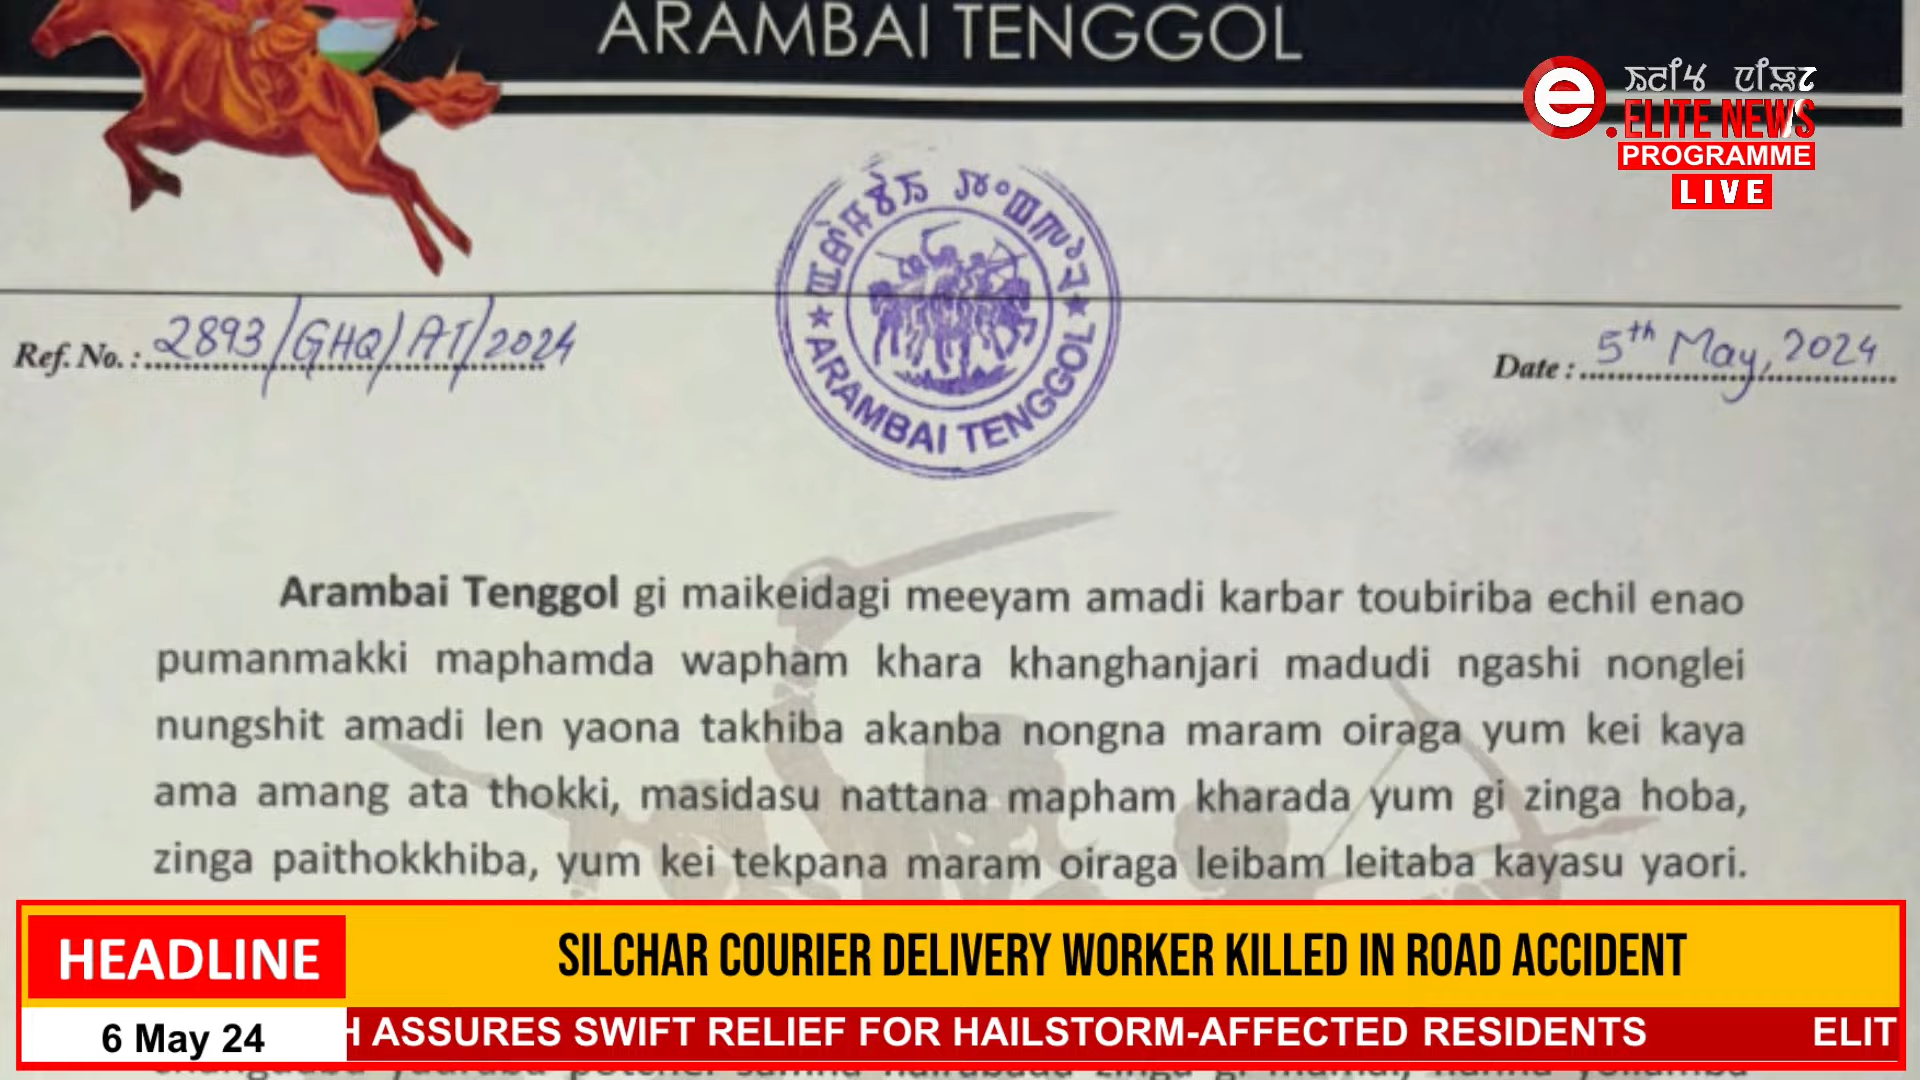 ARAMBAI TENGGOL
ELITE NEWS
PROGRAMME
LIVE
ARAMBAI TENGGOL
Ref. No. : 2893/GHQ/AT/2024
Date : 5th May, 2024
Arambai Tenggol gi maikeidagi meeyam amadi karbar toubiriba echil enao
pumanmakki maphamda wapham khara khanghanjari madudi ngashi nonglei
nungshit amadi len yaona takhiba akanba nongna maram oiraga yum kei kaya
ama amang ata thokki, masidasu nattana mapham kharada yum gi zinga hoba,
zinga paithokkhiba, yum kei tekpana maram oiraga leibam leitaba kayasu yaori.
HEADLINE
SILCHAR COURIER DELIVERY WORKER KILLED IN ROAD ACCIDENT
6 May 24
H ASSURES SWIFT RELIEF FOR HAILSTORM-AFFECTED RESIDENTS
ELIT